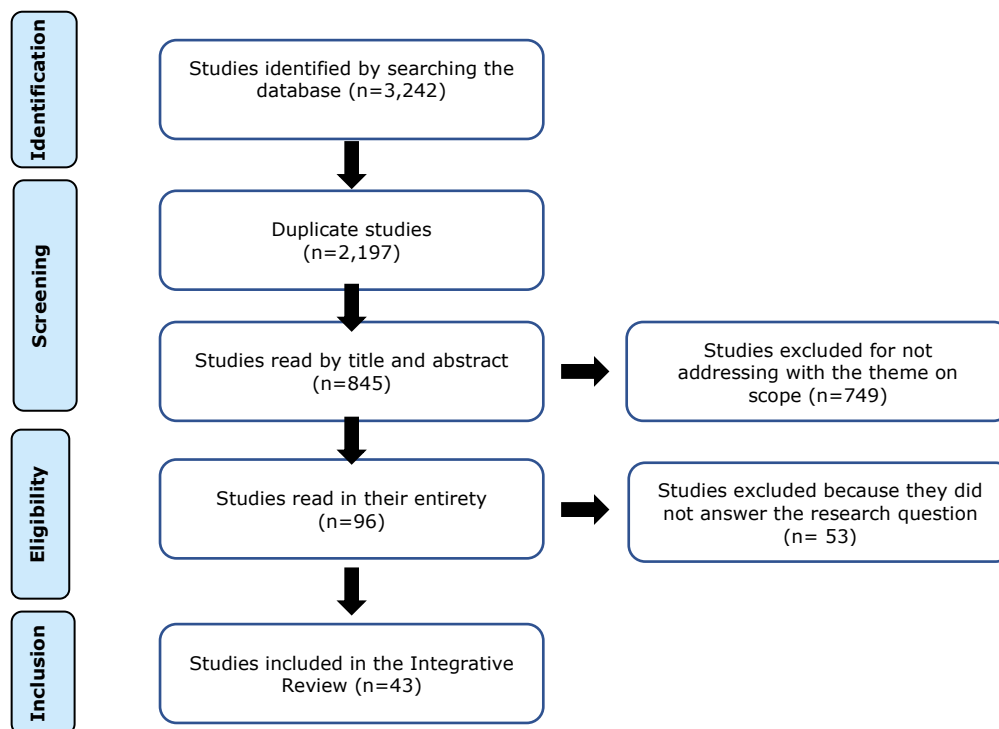 Identification
Studies identified by searching the
database (n=3,242)
Screening
Duplicate studies
(n=2,197)
Studies read by title and abstract
(n=845)
Studies excluded for not
addressing with the theme on
scope (n=749)
Eligibility
Studies read in their entirety
(n=96)
Studies excluded because they did
not answer the research question
(n= 53)
Inclusion
Studies included in the Integrative
Review (n=43)